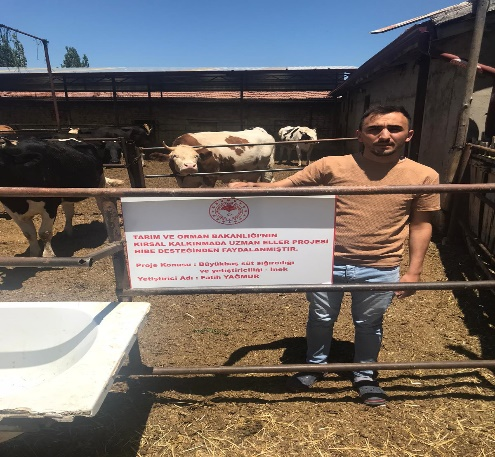 TARIM VE ORMAN BAKANLIĞI'NIN
KIRSAL KALKINMADA UZMAN ELLER PROJESİ
HİBE DESTEĞİNDEN FAYDALANMIŞTIR.
Proje Konusu : Büyükbaş süt sığırcılığı
ve yetiştiriciliği - İnek
Yetiştirici Adı : Fatih YAĞMUR